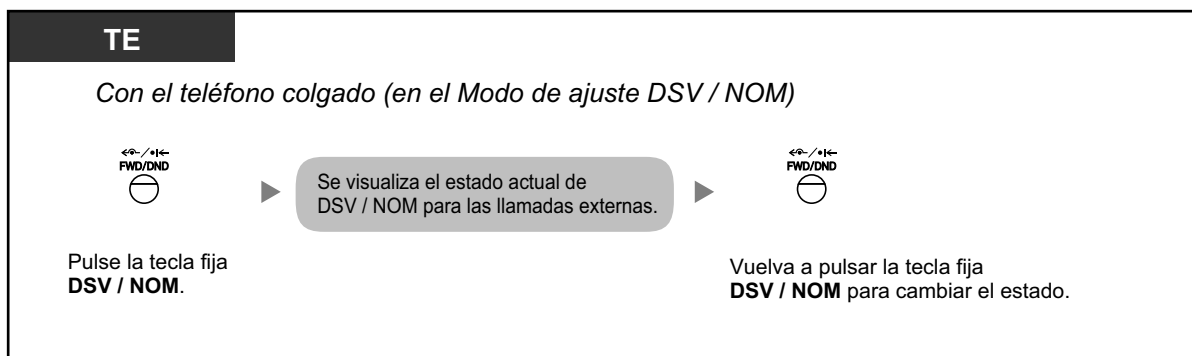 TE
Con el teléfono colgado (en el Modo de ajuste DSV / NOM)
FWD/DND
Se visualiza el estado actual de
DSV / NOM para las llamadas externas.
FWD/DND
Pulse la tecla fija
DSV / NOM.
Vuelva a pulsar la tecla fija
DSV / NOM para cambiar el estado.